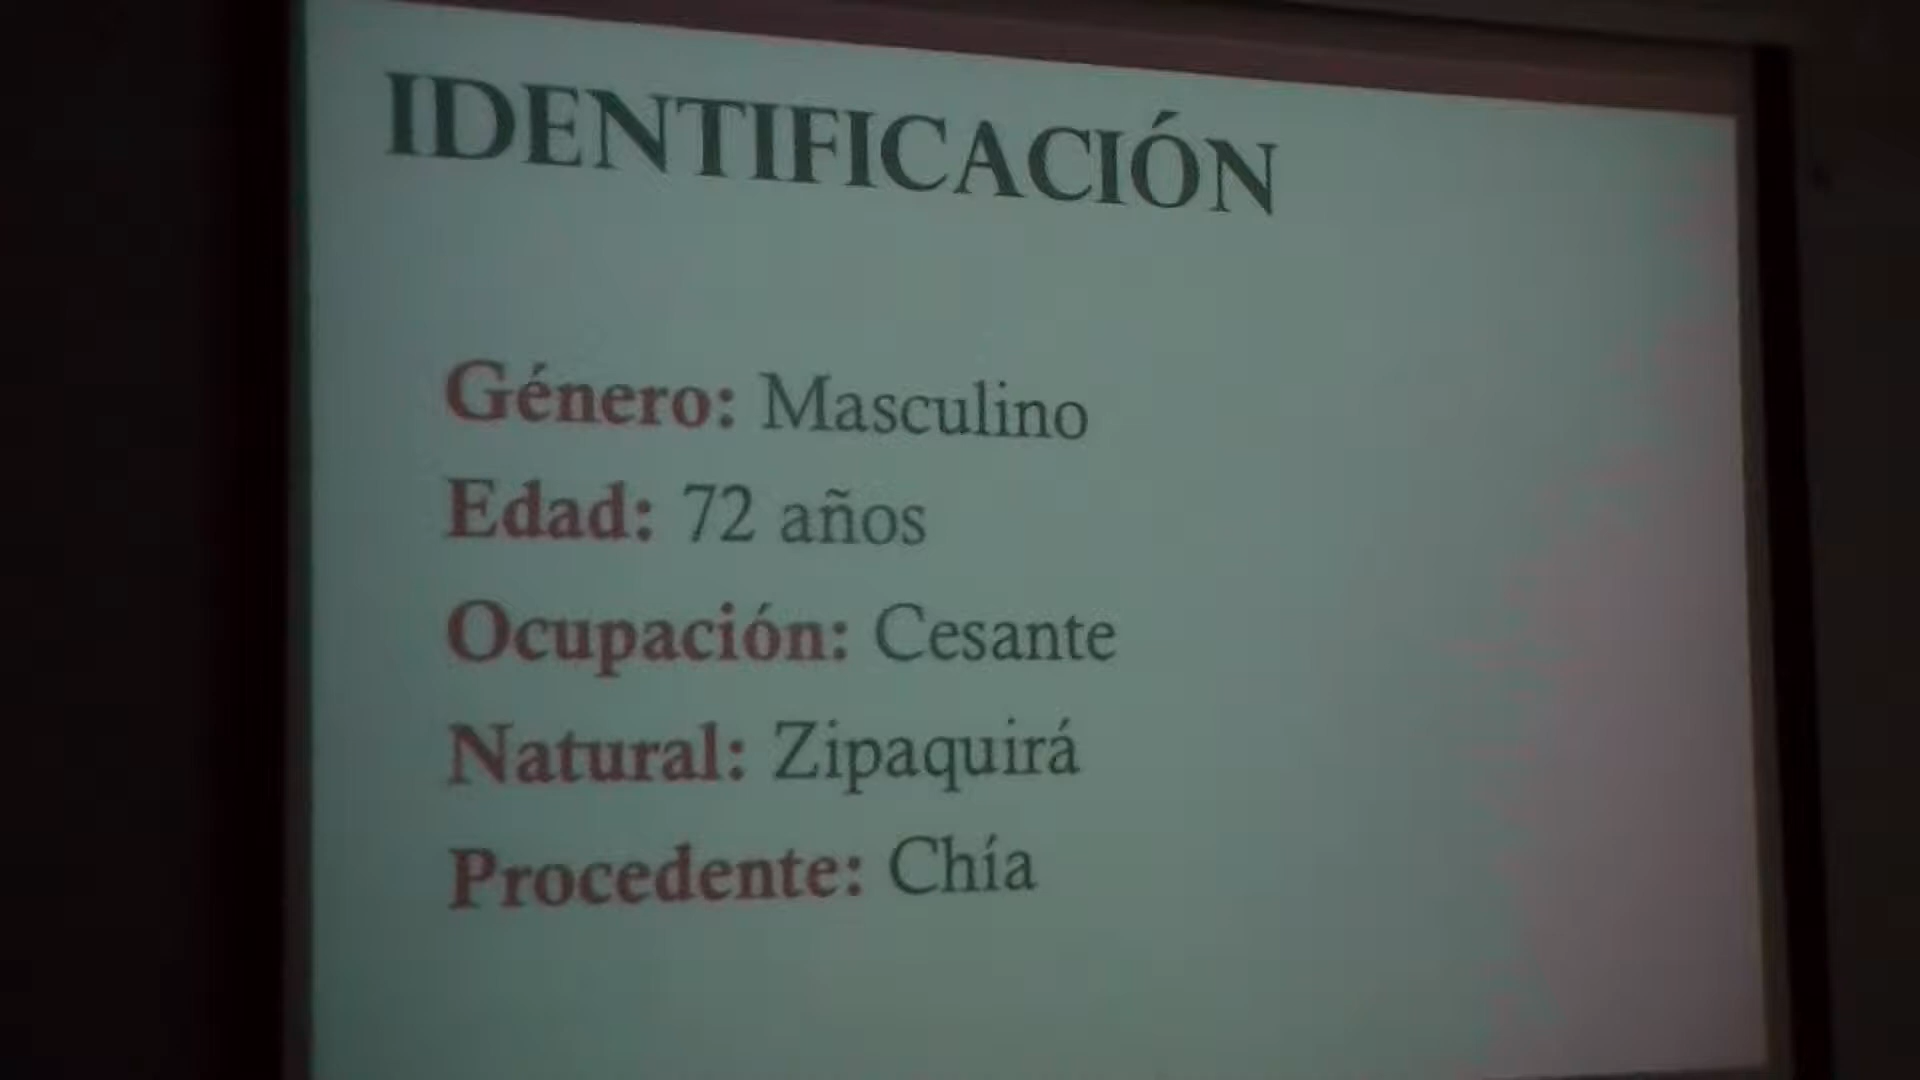 IDENTIFICACIÓN
Género: Masculino
Edad: 72 años
Ocupación: Cesante
Natural: Zipaquirá
Procedente: Chía